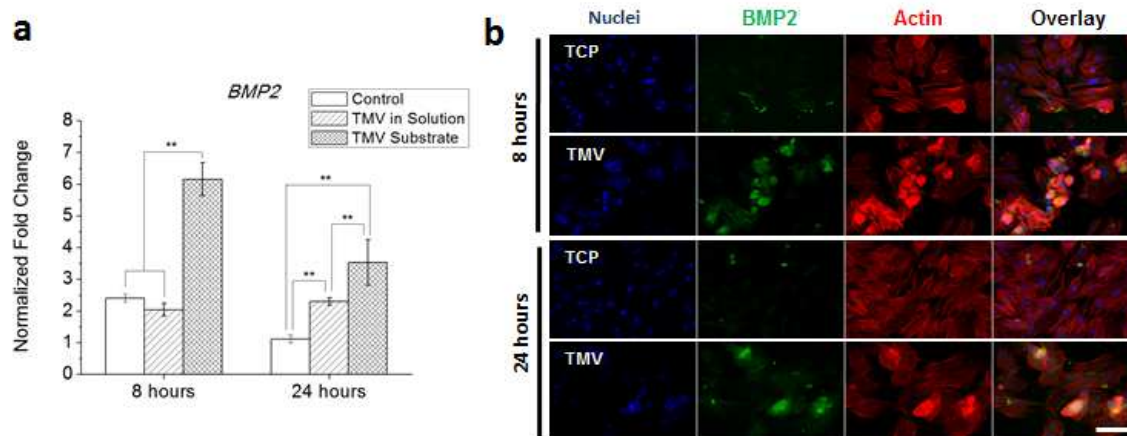 a
BMP2
Control
TMV in Solution
TMV Substrate
Normalized Fold Change
8
7
6
5
4
3
2
1
0
**
**
**
**
8 hours
24 hours
b
Nuclei BMP2 Actin Overlay
8 hours
TCP
TMV
24 hours
TCP
TMV